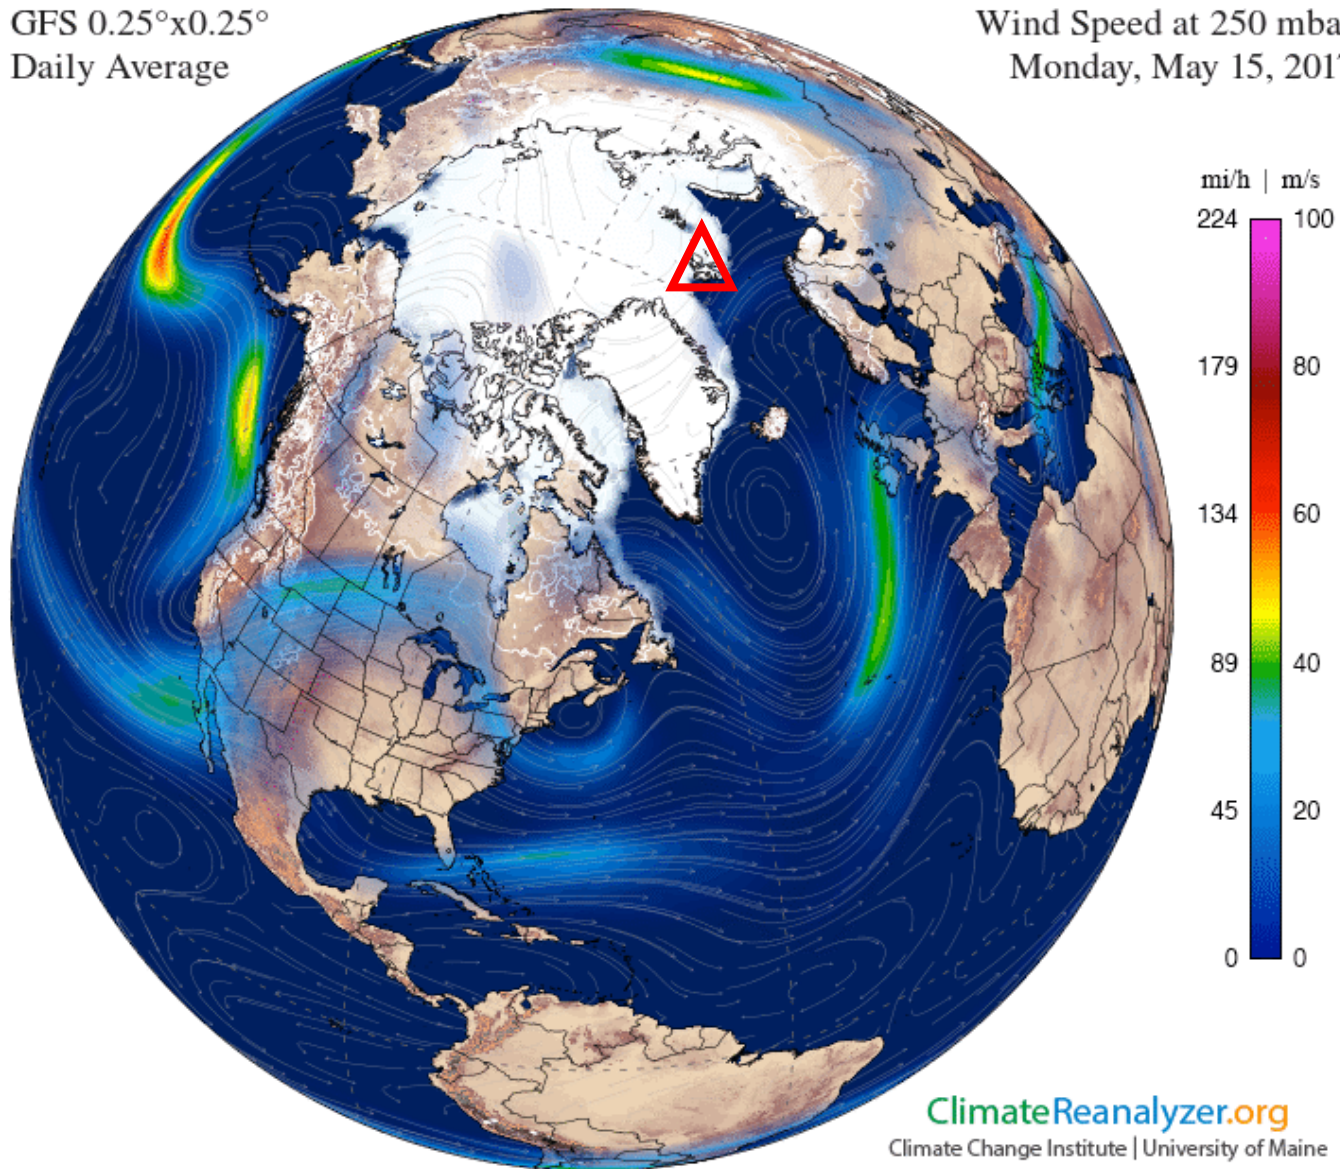 GFS 0.25°x0.25°
Daily Average
Wind Speed at 250 mba
Monday, May 15, 201
mi/h | m/s
224 100
179 80
134 60
89 40
45 20
0 0
ClimateReanalyzer.org
Climate Change Institute | University of Maine